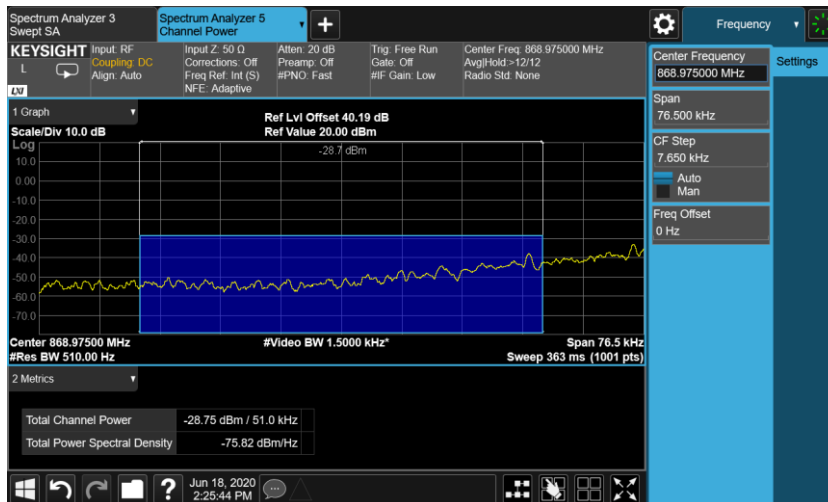 Spectrum Analyzer 3
Swept SA
Spectrum Analyzer 5
Channel Power
Frequency
KEYSIGHT
L
LXI
Input: RF
Coupling: DC
Align: Auto
Input Z: 50 Ω
Corrections: Off
Freq Ref: Int (S)
NFE: Adaptive
Atten: 20 dB
Preamp: Off
#PNO: Fast
Trig: Free Run
Gate: Off
#IF Gain: Low
Center Freq: 868.975000 MHz
Avg|Hold:>12/12
Radio Std: None
Center Frequency
868.975000 MHz
Settings
Span
76.500 kHz
CF Step
7.650 kHz
Auto
Man
Freq Offset
0 Hz
1 Graph
Scale/Div 10.0 dB
Ref Lvl Offset 40.19 dB
Ref Value 20.00 dBm
Log
-28.7 dBm
10.0
0.00
-10.0
-20.0
-30.0
-40.0
-50.0
-60.0
-70.0
Center 868.97500 MHz
#Video BW 1.5000 kHz*
Span 76.5 kHz
#Res BW 510.00 Hz
Sweep 363 ms (1001 pts)
2 Metrics
Total Channel Power -28.75 dBm / 51.0 kHz
Total Power Spectral Density -75.82 dBm/Hz
?
Jun 18, 2020
2:25:44 PM